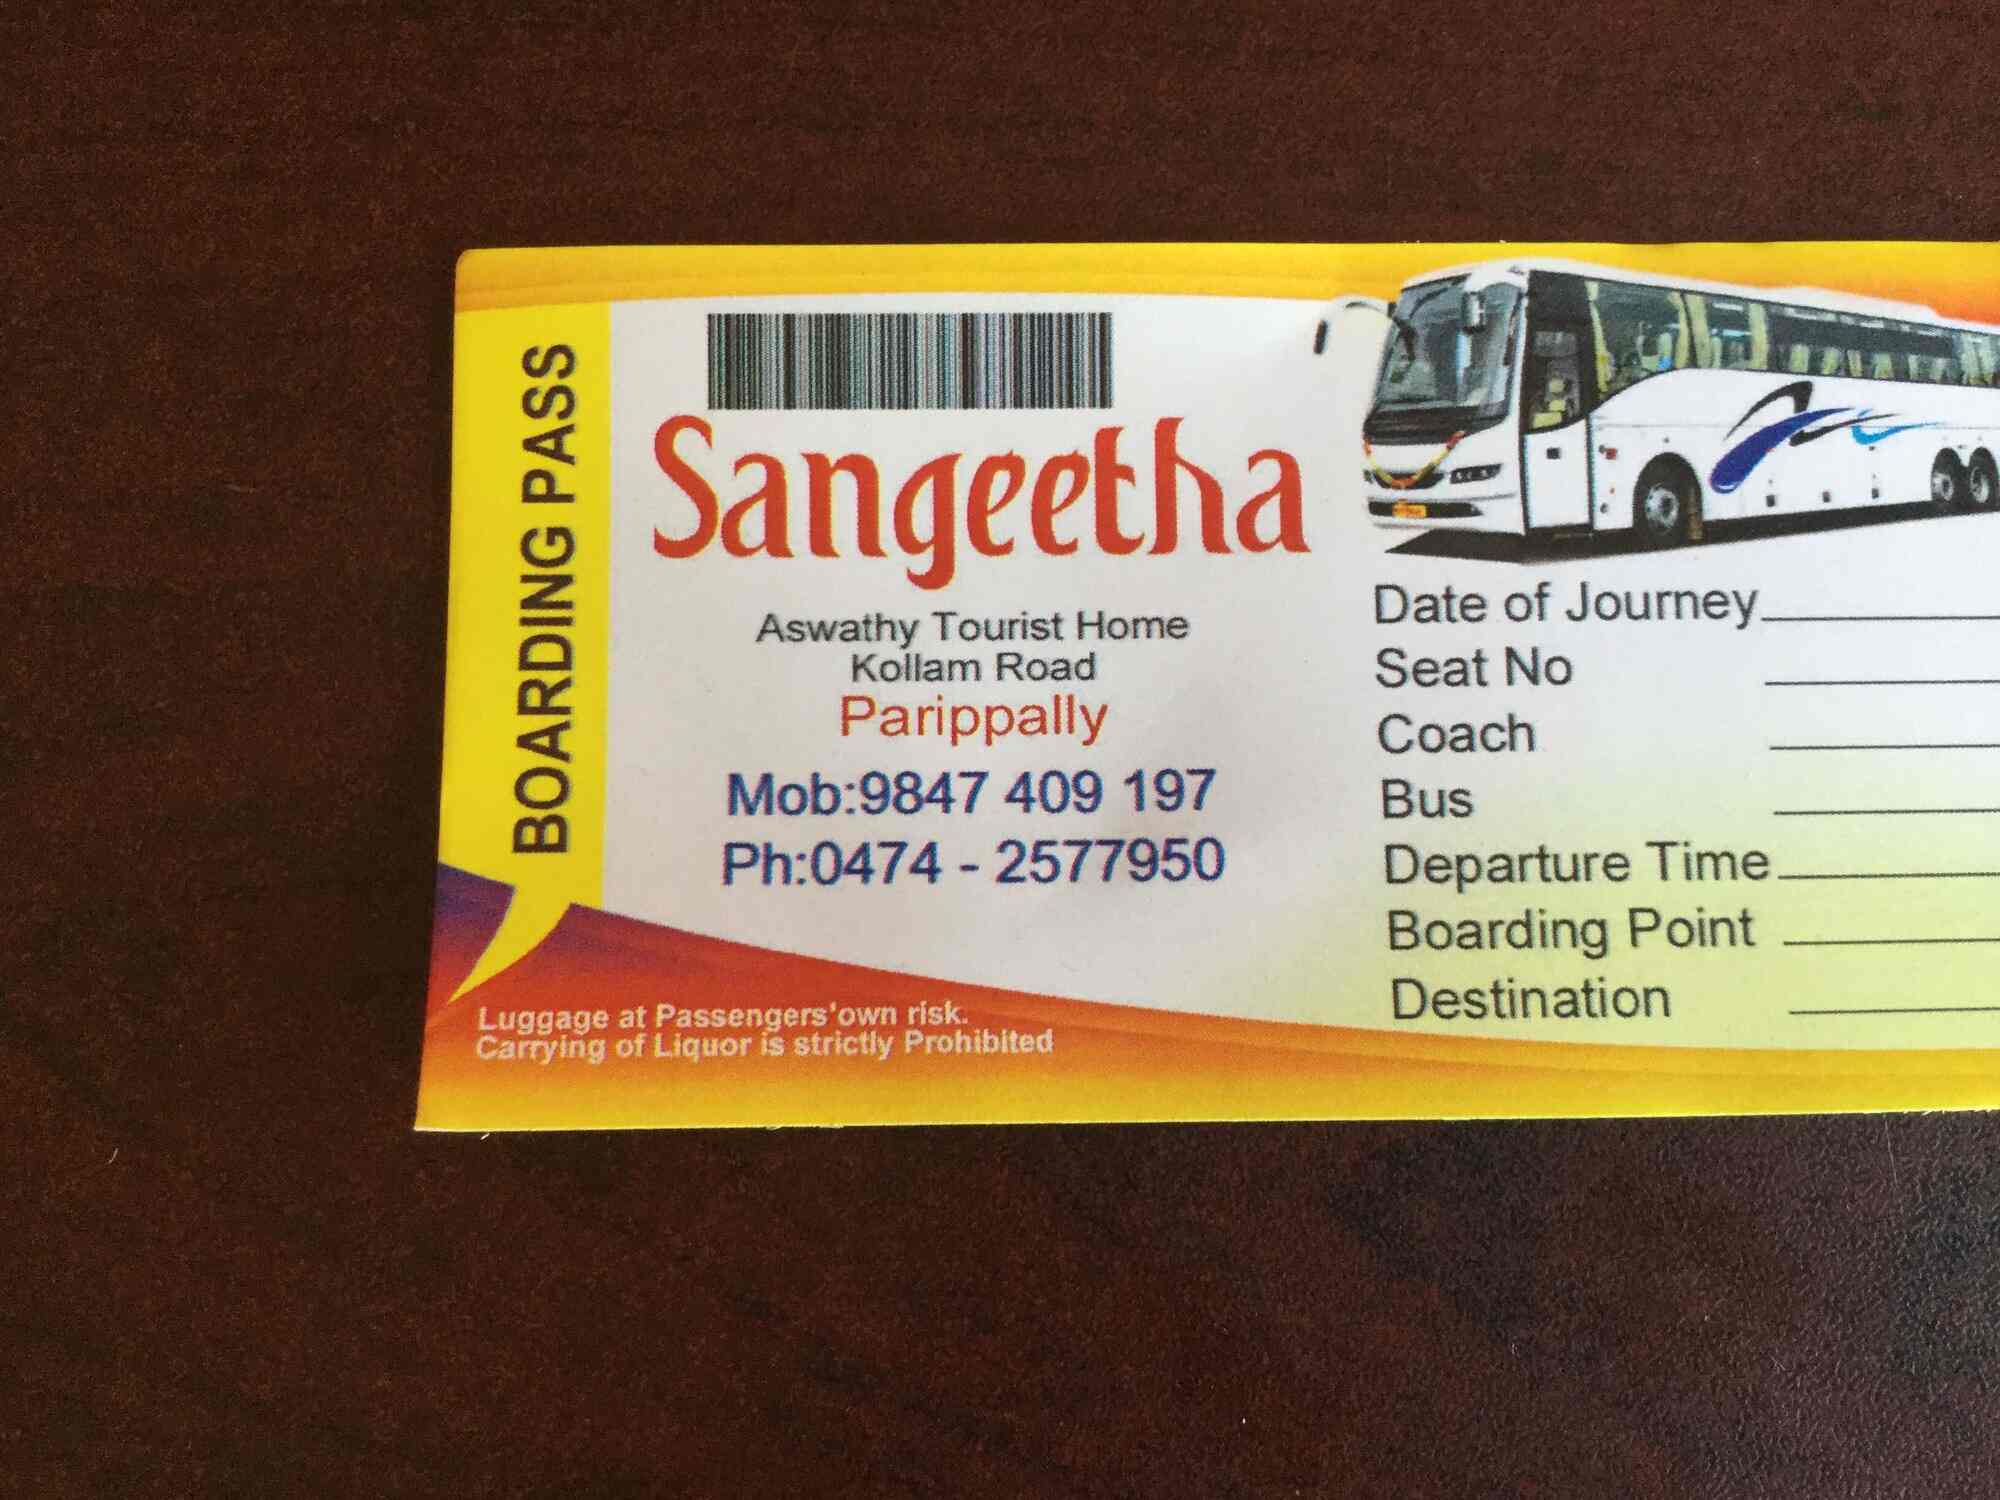 BOARDING PASS
Sangeetha
Aswathy Tourist Home
Kollam Road
Parippally
Mob:9847 409 197
Ph:0474 - 2577950
Luggage at Passengers'own risk.
Carrying of Liquor is strictly Prohibited
Date of Journey
Seat No
Coach
Bus
Departure Time
Boarding Point
Destination